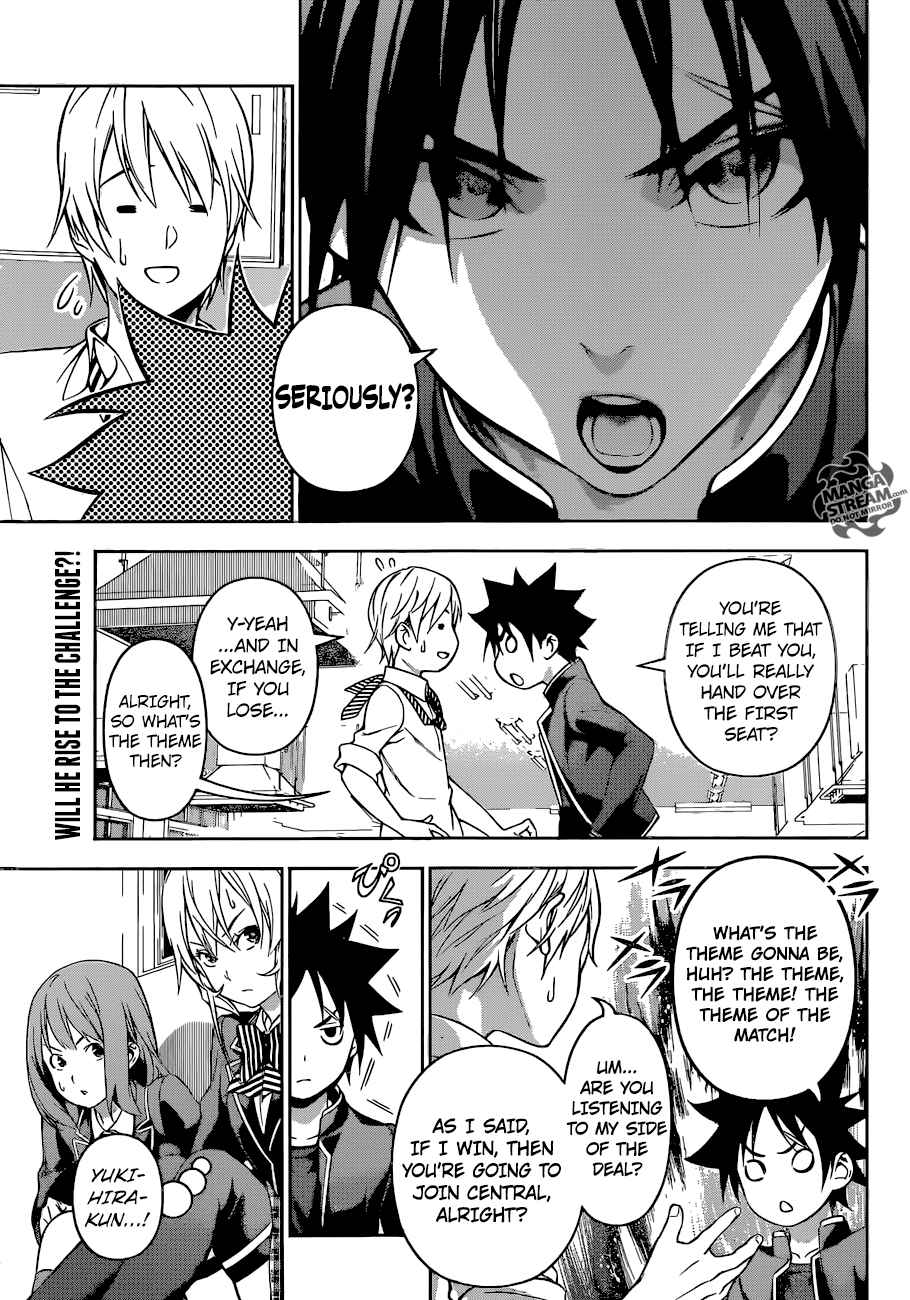 SERIOUSLY?
MANGA
STREAM.com
DO NOT MIRROR!
WILL HE RISE TO THE CHALLENGE?!
YOU'RE
TELLING ME THAT
IF I BEAT YOU,
YOU'LL REALLY
HAND OVER
THE FIRST
SEAT?
Y-YEAH
...AND IN
EXCHANGE,
IF YOU
LOSE...
ALRIGHT,
SO WHAT'S
THE THEME
THEN?
WHAT'S THE
THEME GONNA BE,
HUH? THE THEME,
THE THEME! THE
THEME OF THE
MATCH!
UM...
ARE YOU
LISTENING
TO MY SIDE
OF THE
DEAL?
AS I SAID,
IF I WIN, THEN
YOU'RE GOING TO
JOIN CENTRAL,
ALRIGHT?
YUKI-
HIRA-
KUN...!